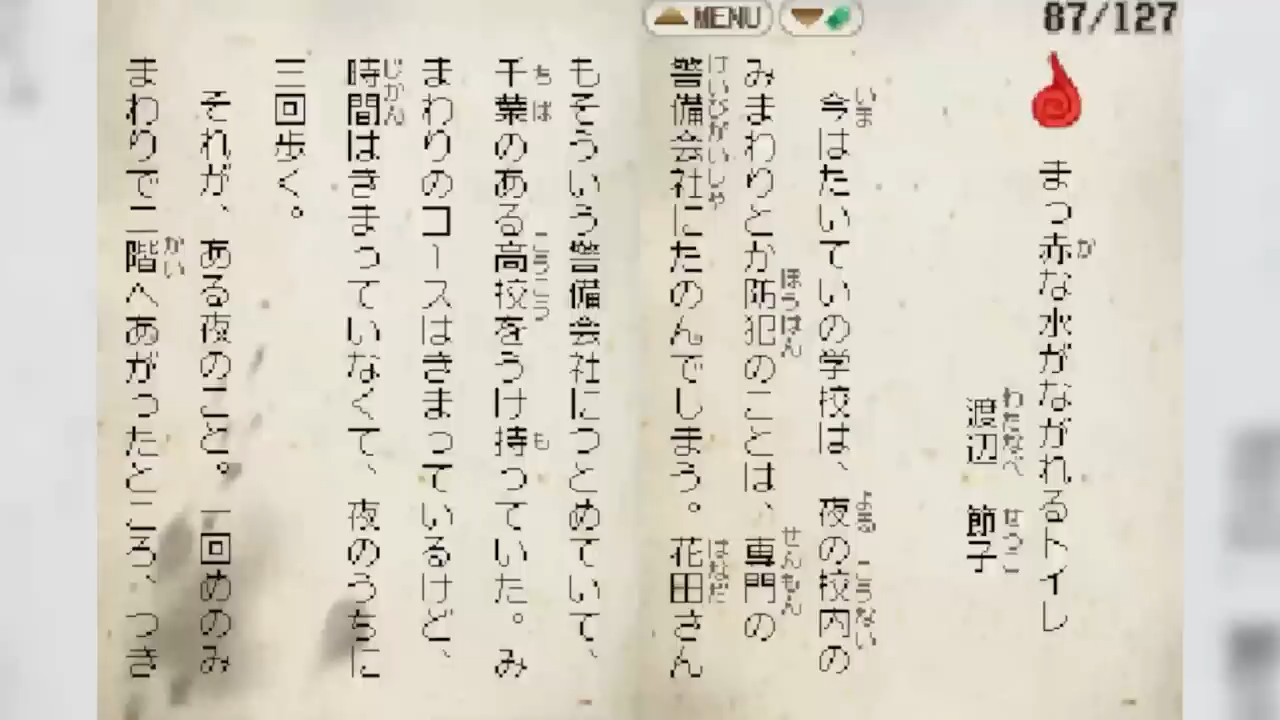 MENU
87/127
まっ赤な水がながれるトイレ
渡辺 節子
今はたいていの学校は、夜の校内の
みまわりとか防犯のことは、専門の
警備会社にたのんでしまう。花田さん
もそういう警備会社につとめていて、
千葉のある高校をうけ持っていた。み
まわりのコースはきまっているけど、
時間はきまっていなくて、夜のうちに
三回歩く。
それが、ある夜のこと。一回めのみ
まわりで二階へあがったところ、つき